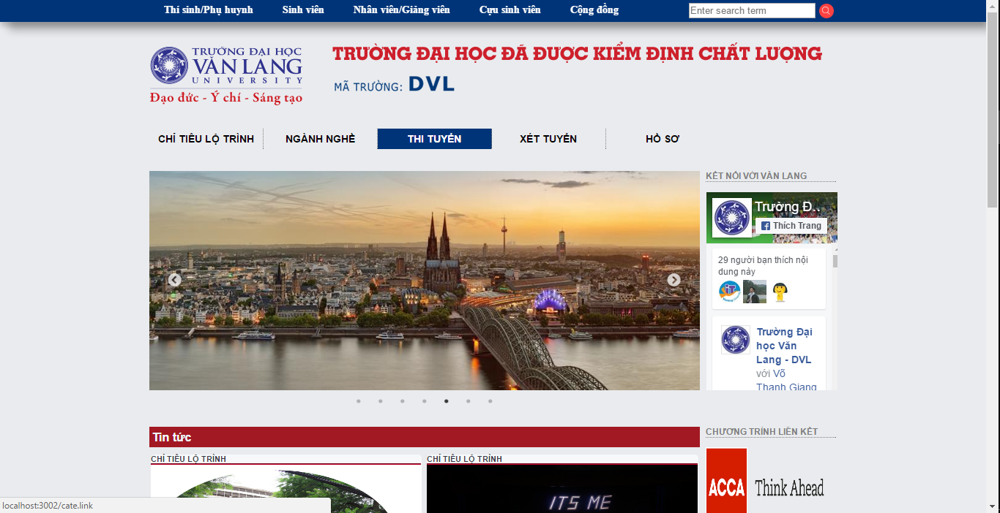 Thí sinh/Phụ huynh Sinh viên Nhân viên/Giảng viên Cựu sinh viên Cộng đồng Enter search term
TRƯỜNG ĐẠI HỌC
VĂN LANG
UNIVERSITY
Đạo đức - Ý chí - Sáng tạo
TRƯỜNG ĐẠI HỌC ĐÃ ĐƯỢC KIỂM ĐỊNH CHẤT LƯỢNG
MÃ TRƯỜNG: DVL
CHỈ TIÊU LỘ TRÌNH NGÀNH NGHỀ THI TUYỂN XÉT TUYỂN HỒ SƠ
KẾT NỐI VỚI VĂN LANG
Trường Đ..
Thích Trang
29 người bạn thích nội
dung này
Trường Đại
học Văn
Lang - DVL
với Võ
Thanh Giang
Tin tức
CHỈ TIÊU LỘ TRÌNH
CHỈ TIÊU LỘ TRÌNH
ITS ME
CHƯƠNG TRÌNH LIÊN KẾT
ACCA Think Ahead
localhost:3002/cate.link